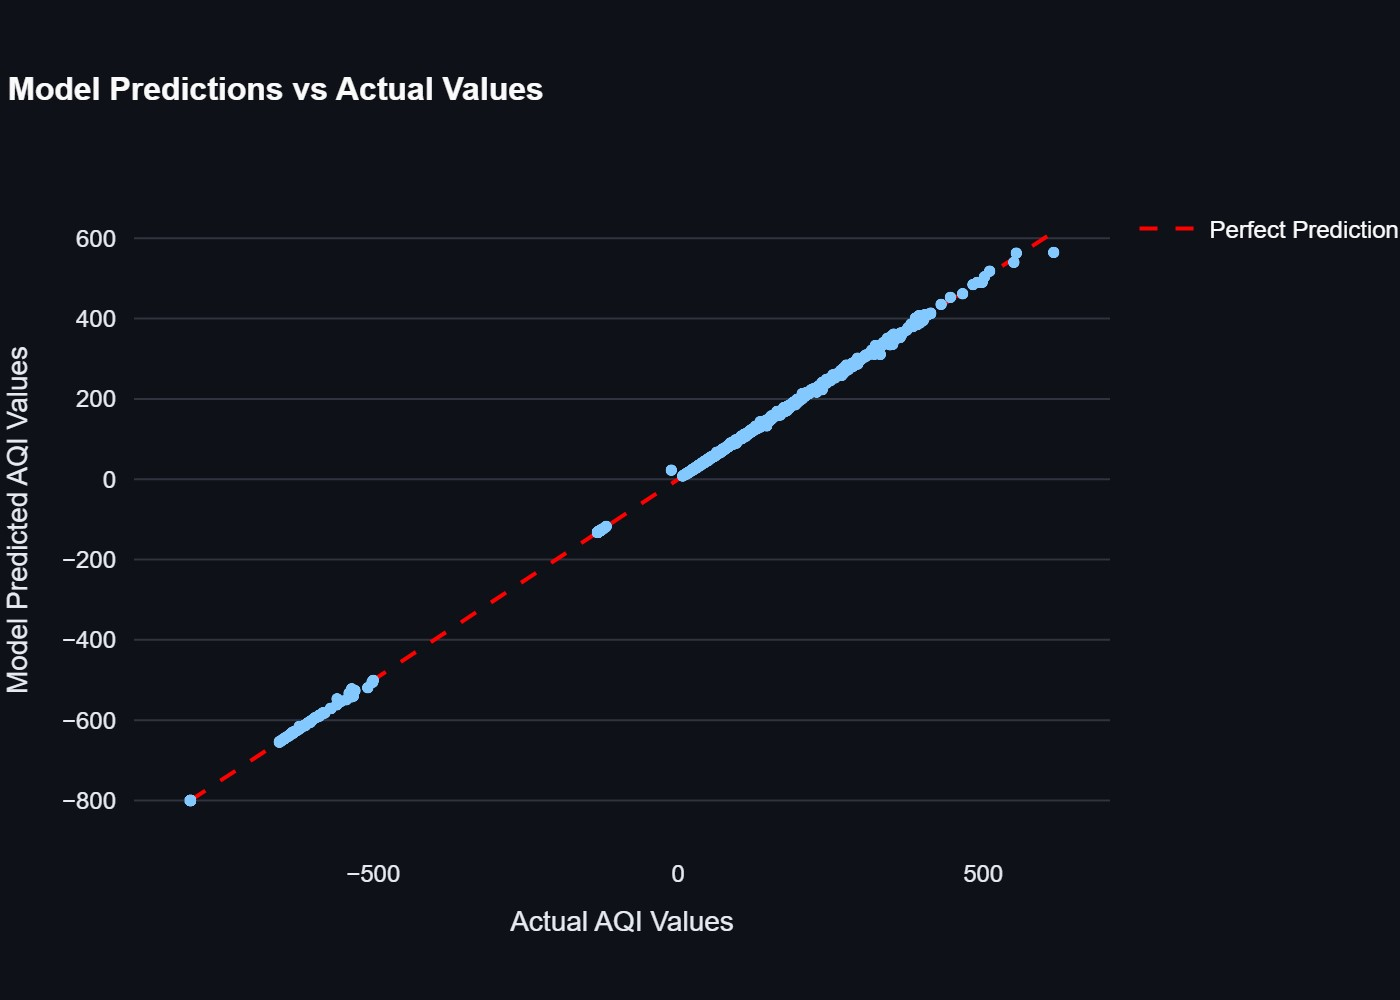 Model Predictions vs Actual Values
Perfect Prediction
Model Predicted AQI Values
600
400
200
0
−200
−400
−600
−800
−500
0
500
Actual AQI Values